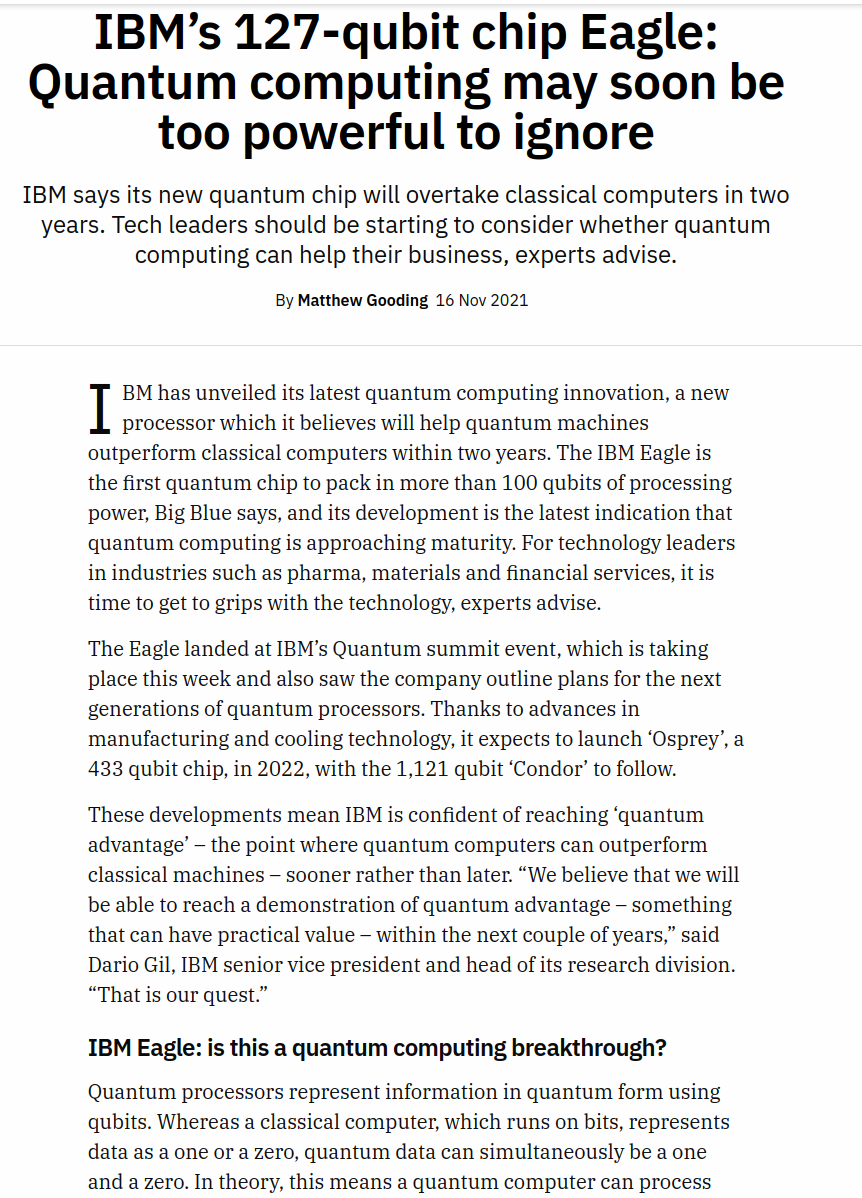 IBM’s 127-qubit chip Eagle:
Quantum computing may soon be
too powerful to ignore
IBM says its new quantum chip will overtake classical computers in two
years. Tech leaders should be starting to consider whether quantum
computing can help their business, experts advise.
By Matthew Gooding 16 Nov 2021
IBM has unveiled its latest quantum computing innovation, a new
processor which it believes will help quantum machines
outperform classical computers within two years. The IBM Eagle is
the first quantum chip to pack in more than 100 qubits of processing
power, Big Blue says, and its development is the latest indication that
quantum computing is approaching maturity. For technology leaders
in industries such as pharma, materials and financial services, it is
time to get to grips with the technology, experts advise.
The Eagle landed at IBM’s Quantum summit event, which is taking
place this week and also saw the company outline plans for the next
generations of quantum processors. Thanks to advances in
manufacturing and cooling technology, it expects to launch ‘Osprey’, a
433 qubit chip, in 2022, with the 1,121 qubit ‘Condor’ to follow.
These developments mean IBM is confident of reaching ‘quantum
advantage’ – the point where quantum computers can outperform
classical machines – sooner rather than later. “We believe that we will
be able to reach a demonstration of quantum advantage – something
that can have practical value – within the next couple of years,” said
Dario Gil, IBM senior vice president and head of its research division.
“That is our quest.”
IBM Eagle: is this a quantum computing breakthrough?
Quantum processors represent information in quantum form using
qubits. Whereas a classical computer, which runs on bits, represents
data as a one or a zero, quantum data can simultaneously be a one
and a zero. In theory, this means a quantum computer can process